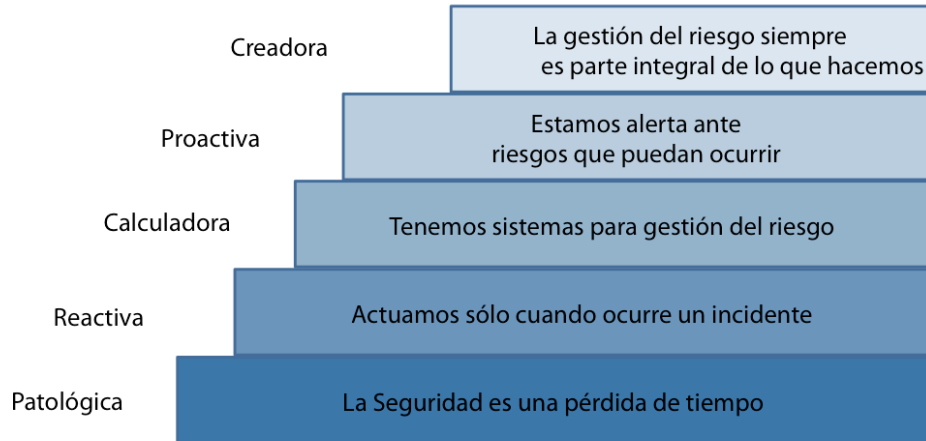 Creadora
La gestión del riesgo siempre
es parte integral de lo que hacemos
Proactiva
Estamos alerta ante
riesgos que puedan ocurrir
Calculadora
Tenemos sistemas para gestión del riesgo
Reactiva
Actuamos sólo cuando ocurre un incidente
Patológica
La Seguridad es una pérdida de tiempo